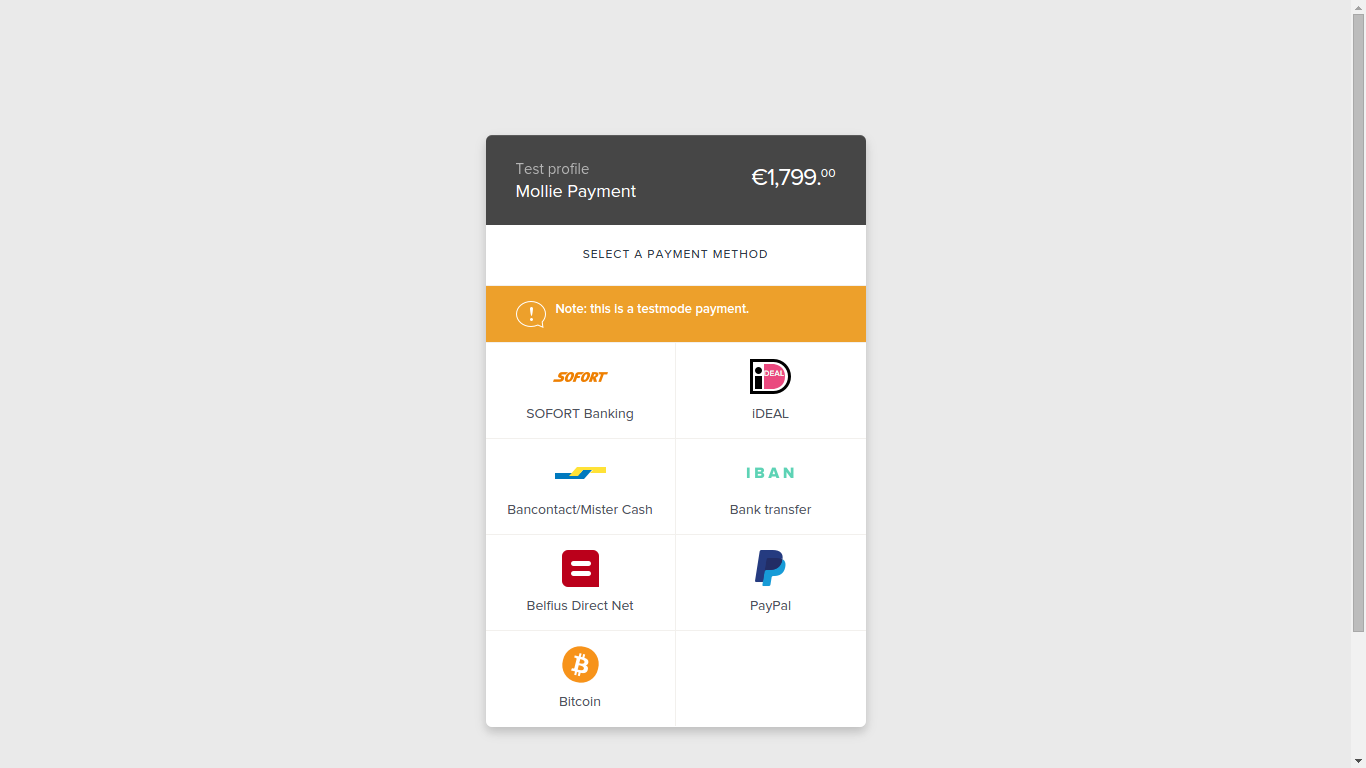 Test profile
Mollie Payment
€1,799.00
SELECT A PAYMENT METHOD
Note: this is a testmode payment.
SOFORT
SOFORT Banking
iDEAL
iDEAL
Bancontact/Mister Cash
IBAN
Bank transfer
Belfius Direct Net
PayPal
Bitcoin